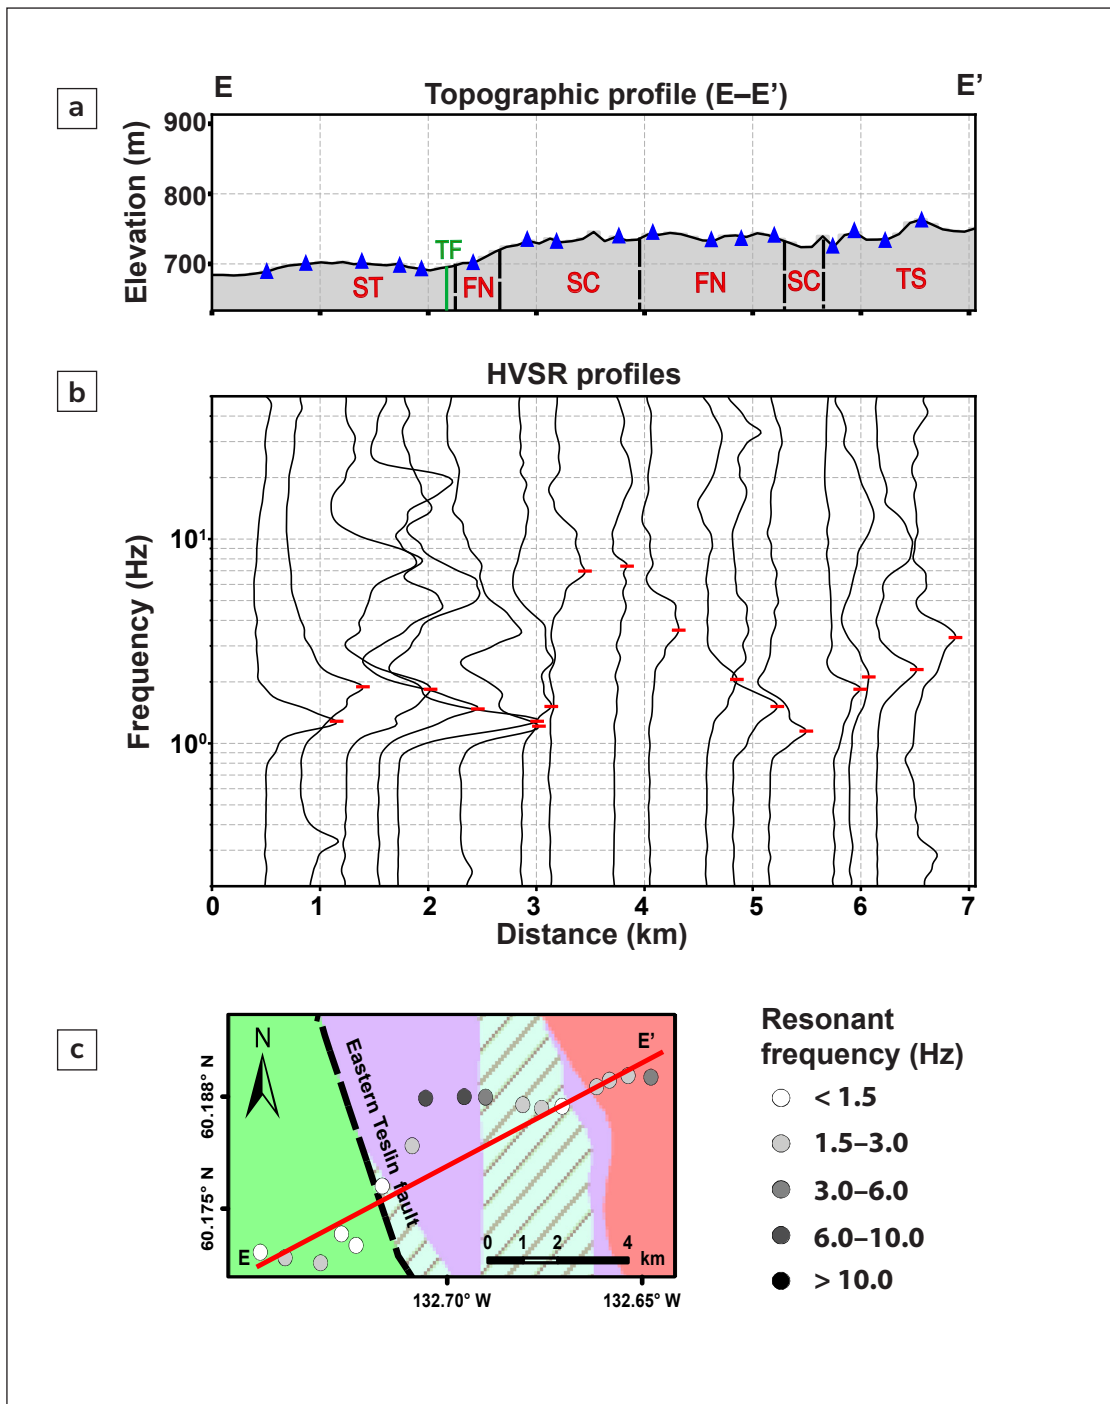 a
E
Topographic profile (E–E’)
E’
Elevation (m)
900
800
700
TF
ST
FN
SC
FN
SC
TS
b
HVSR profiles
Frequency (Hz)
10¹
10⁰
0 1 2 3 4 5 6 7
Distance (km)
c
N
60.188° N
60.175° N
Eastern Teslin fault
E’
E
0 1 2 4
km
132.70° W
132.65° W
Resonant
frequency (Hz)
< 1.5
1.5–3.0
3.0–6.0
6.0–10.0
> 10.0